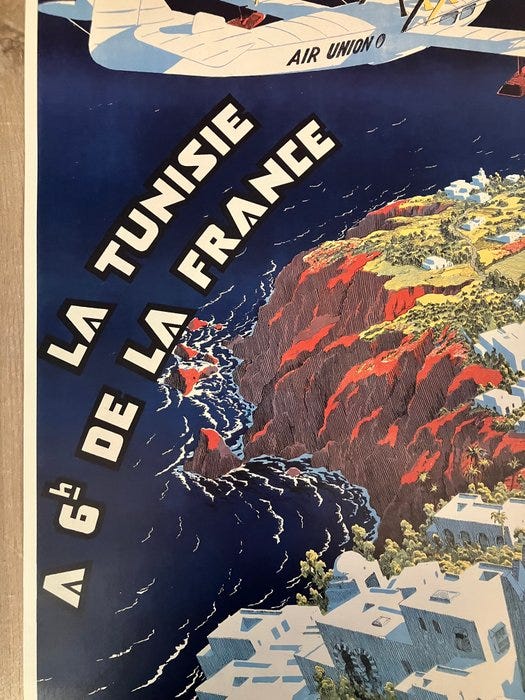 AIR UNION
LA TUNISIE
A 6h DE LA FRANCE